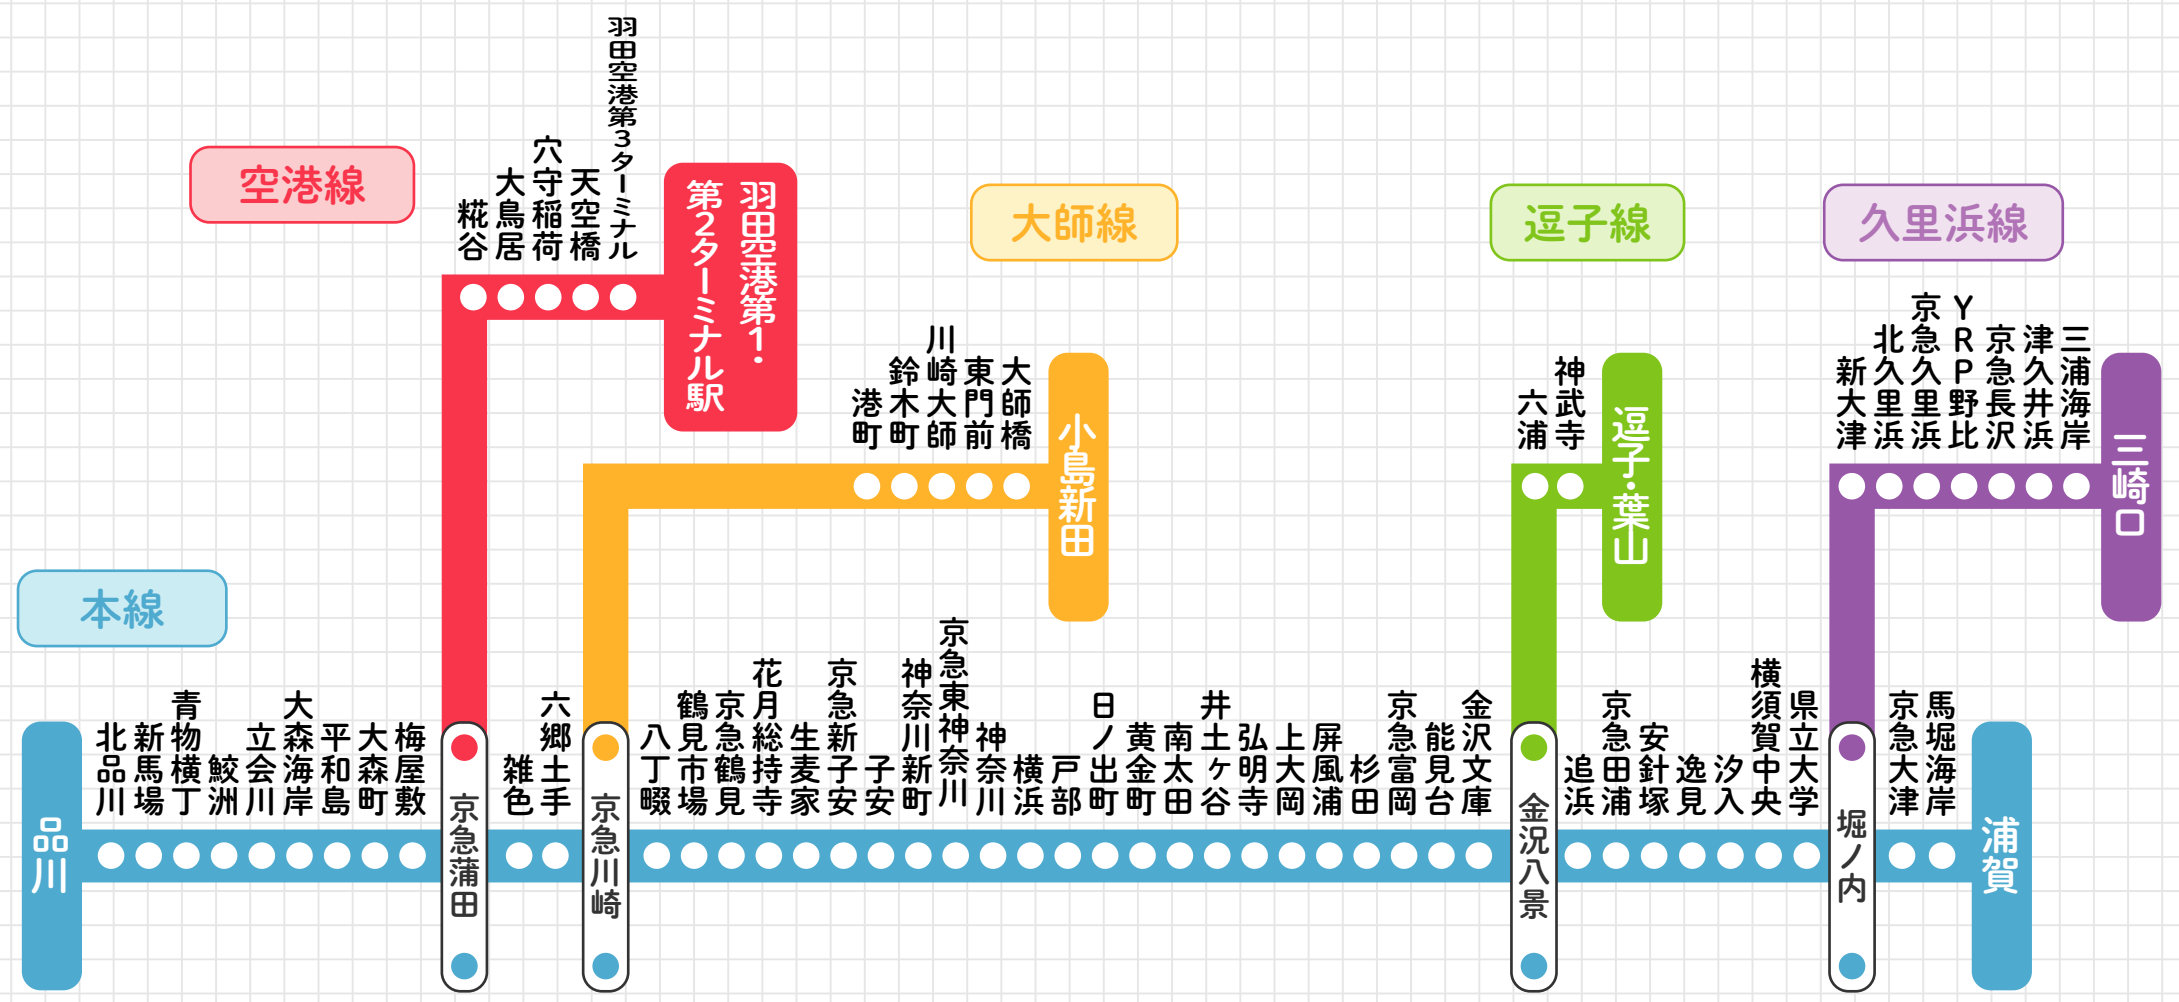 空港線
糀谷
大鳥居
穴守稲荷
天空橋
羽田空港第3ターミナル
羽田空港第1・
第2ターミナル駅
大師線
港町
鈴木町
川崎大師
東門前
大師橋
小島新田
逗子線
六浦
神武寺
逗子・葉山
久里浜線
新大津
北久里浜
京急久里浜
YRP野比
京急長沢
津久井浜
三浦海岸
三崎口
本線
品川
北品川
新馬場
青物横丁
鮫洲
立会川
大森海岸
平和島
大森町
梅屋敷
京急蒲田
雑色
六郷土手
京急川崎
八丁畷
鶴見市場
京急鶴見
花月総持寺
生麦家
京急新子安
子安
神奈川新町
京急東神奈川
神奈川
横浜
戸部
日ノ出町
黄金町
南太田
井土ヶ谷
弘明寺
上大岡
屏風浦
杉田
京急富岡
能見台
金沢文庫
金況八景
追浜
京急田浦
安針塚
逸見
汐入
横須賀中央
県立大学
堀ノ内
京急大津
馬堀海岸
浦賀